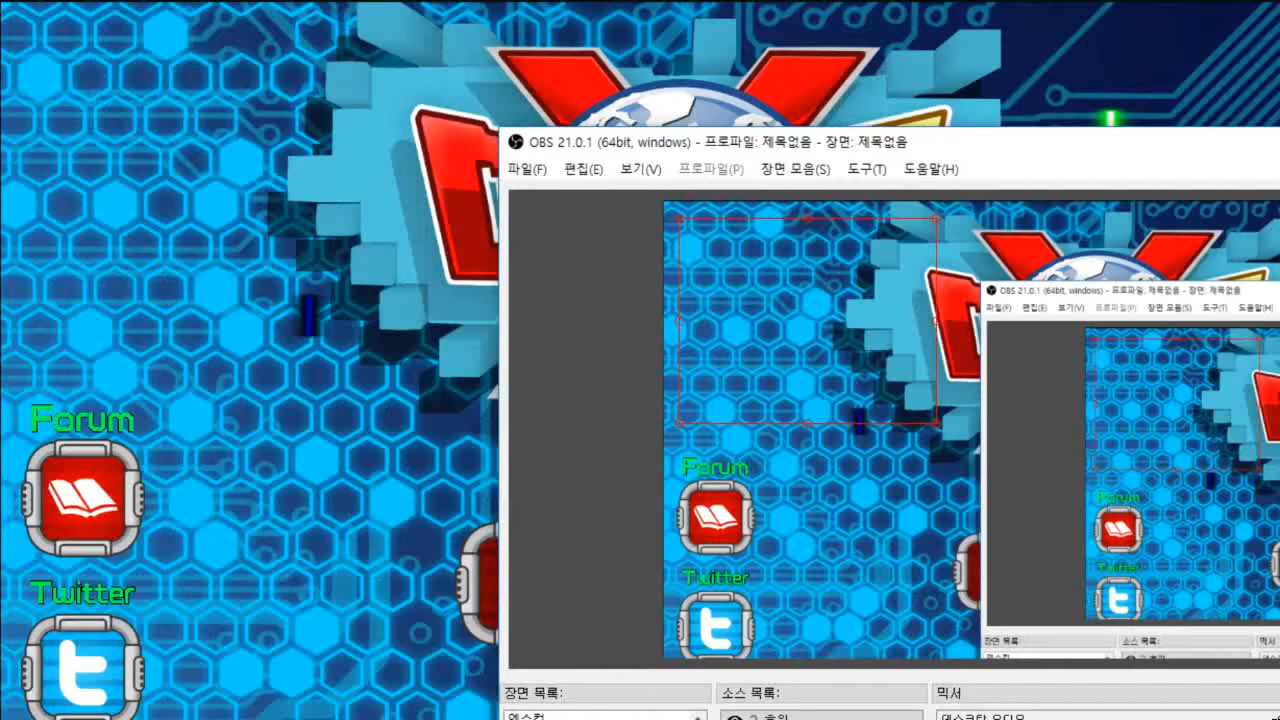 OBS 21.0.1 (64bit, windows) - 프로파일: 제목없음 - 장면: 제목없음
파일(F) 편집(E) 보기(V) 프로파일(P) 장면 모음(S) 도구(T) 도움말(H)
OBS 21.0.1 (64bit, windows) - 프로파일: 제목없음 - 장면: 제목없음
파일(F) 편집(E) 보기(V) 프로파일(P) 장면 모음(S) 도구(T) 도움말(H)
Forum
Forum
Forum
Twitter
Twitter
Twitter
장면 목록: 소스 목록: 믹서
장면 목록: 소스 목록: 믹서